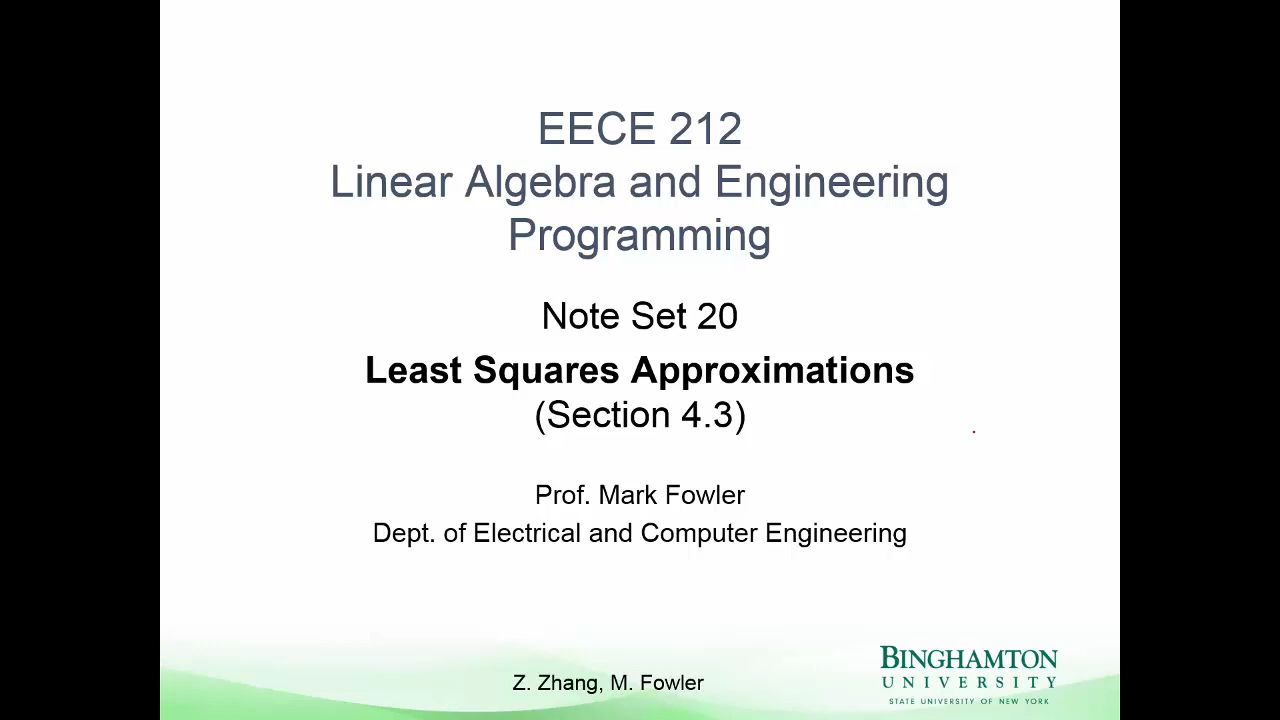 EECE 212
Linear Algebra and Engineering
Programming
Note Set 20
Least Squares Approximations
(Section 4.3)
Prof. Mark Fowler
Dept. of Electrical and Computer Engineering
Z. Zhang, M. Fowler
BINGHAMTON
UNIVERSITY
STATE UNIVERSITY OF NEW YORK